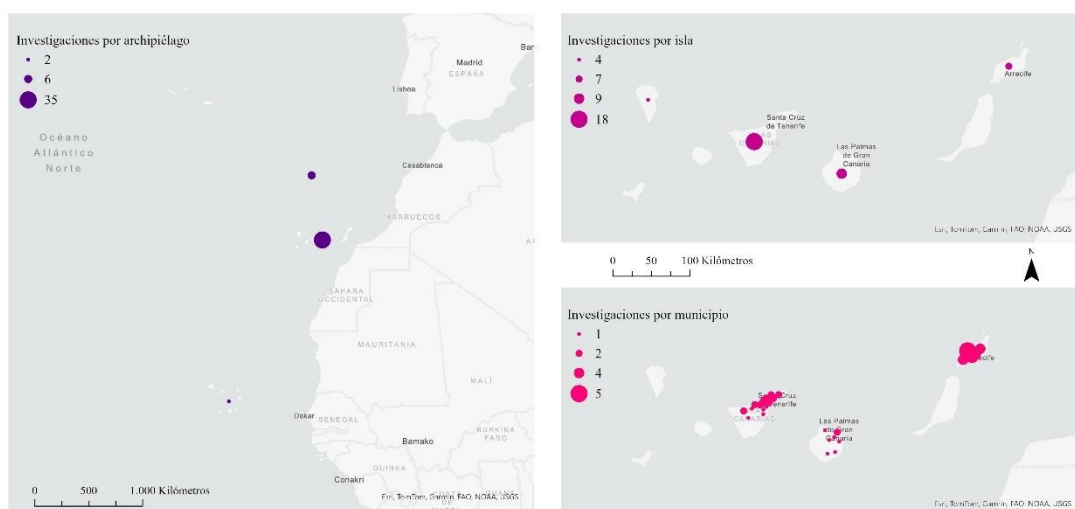 Investigaciones por archipiélago
2
6
35
Madrid
ESPAÑA
Lisboa
Océano
Atlántico
Norte
Casablanca
MARRUECOS
SÁHARA
OCCIDENTAL
MAURITANIA
MALÍ
Dakar
SENEGAL
Bamako
BURKINA
FASO
GUINEA
Conakri
0 500 1.000 Kilómetros
Esri, TomTom, Garmin, FAO, NOAA, USGS
Investigaciones por isla
4
7
9
18
Arrecife
Santa Cruz
de Tenerife
Las Palmas
de Gran
Canaria
Esri, TomTom, Garmin, FAO, NOAA, USGS
0 50 100 Kilómetros
N
Investigaciones por municipio
1
2
4
5
CANARIAS
Las Palmas
de Gran
Canaria
Esri, TomTom, Garmin, FAO, NOAA, USGS